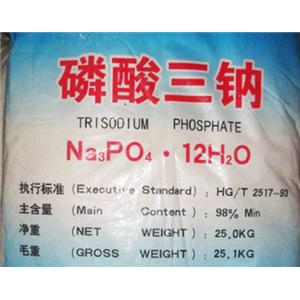 磷酸三钠
TRISODIUM PHOSPHATE
Na3PO4·12H2O
执行标准 (Executive Standard) : HG/T 2517-93
主含量 (Main Content) : 98% Min
净重 (NET WEIGHT) : 25.0KG
毛重 (GROSS WEIGHT) : 25.1KG